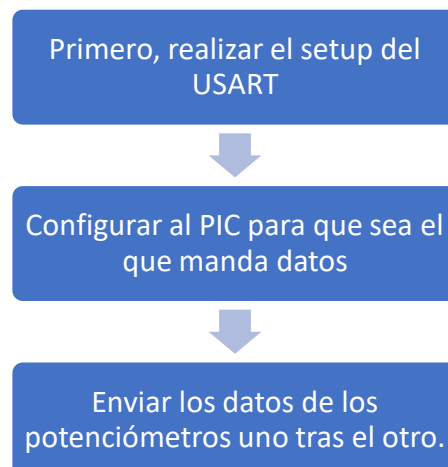 Primero, realizar el setup del
USART
Configurar al PIC para que sea el
que manda datos
Enviar los datos de los
potenciómetros uno tras el otro.